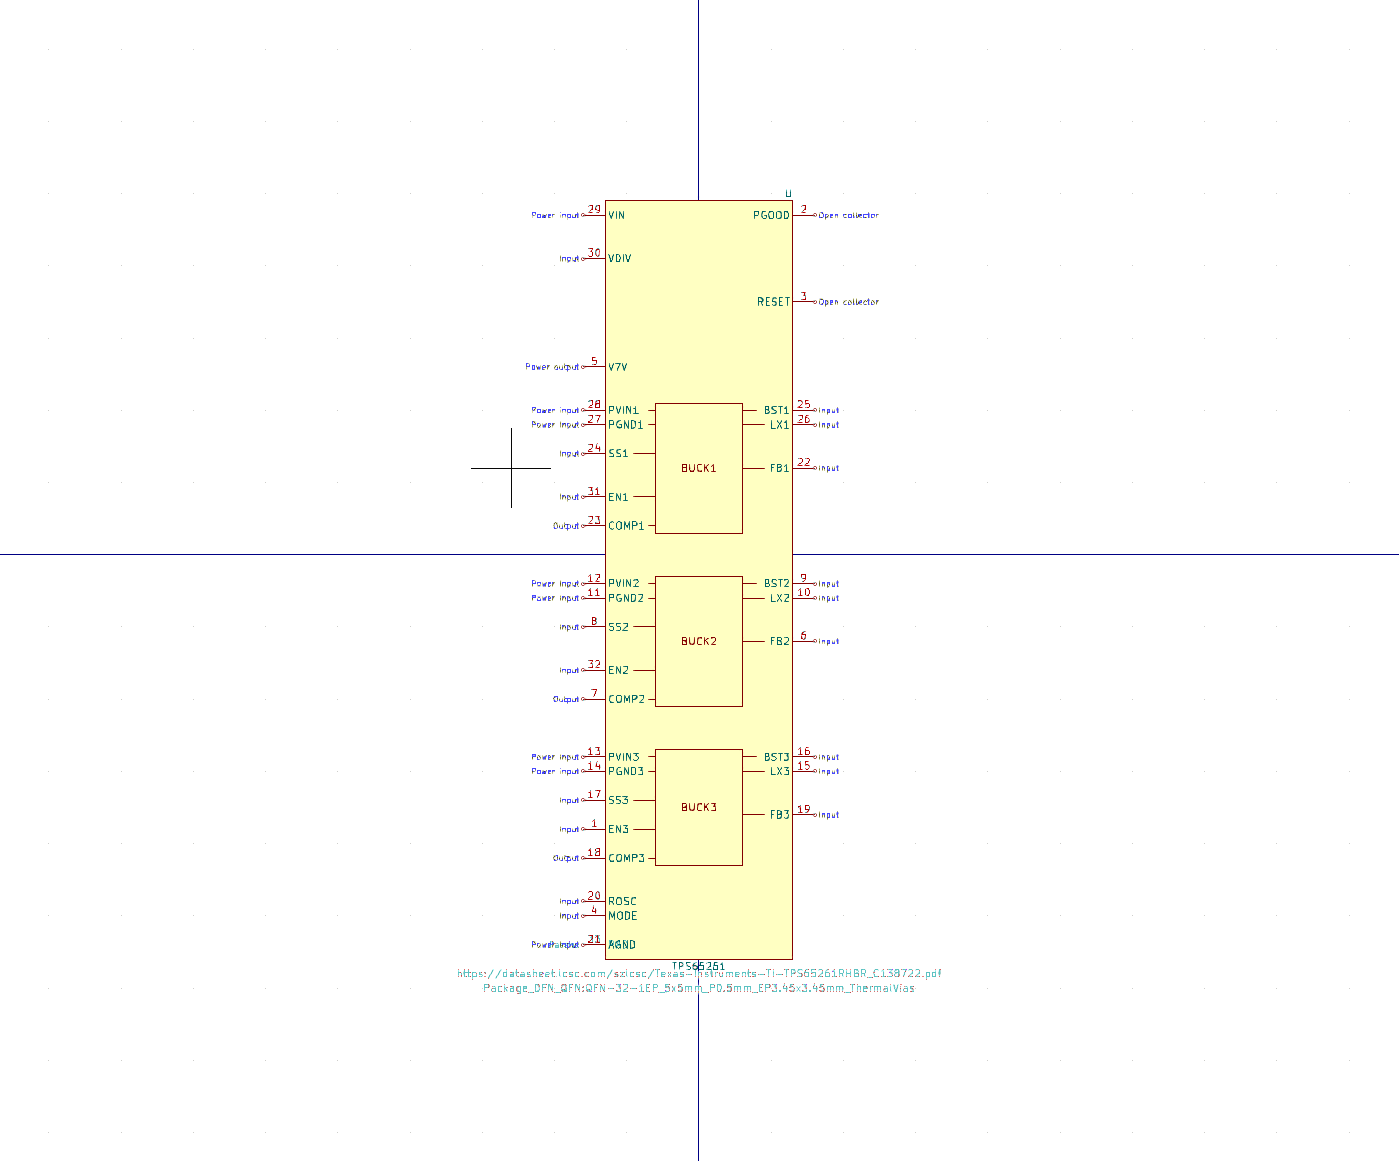 U
Power input 29 VIN PGOOD 2 Open collector
Input 30 VDIV
RESET 3 Open collector
Power output 5 V7V
Power input 28 PVIN1 BST1 25 Input
Power input 27 PGND1 LX1 26 Input
Input 24 SS1
BUCK1 FB1 22 Input
Input 31 EN1
Output 23 COMP1
Power input 12 PVIN2 BST2 9 Input
Power input 11 PGND2 LX2 10 Input
Input 8 SS2
BUCK2 FB2 6 Input
Input 32 EN2
Output 7 COMP2
Power input 13 PVIN3 BST3 16 Input
Power input 14 PGND3 LX3 15 Input
Input 17 SS3
BUCK3
FB3 19 Input
Input 1 EN3
Output 18 COMP3
Input 20 ROSC
Input 4 MODE
Power input 21 AGND
TPS65261
https://datasheet.lcsc.com/szlcsc/Texas-Instruments-TI-TPS65261RHBR_C138722.pdf
Package_DFN_QFN:QFN-32-1EP_5x5mm_P0.5mm_EP3.45x3.45mm_ThermalVias